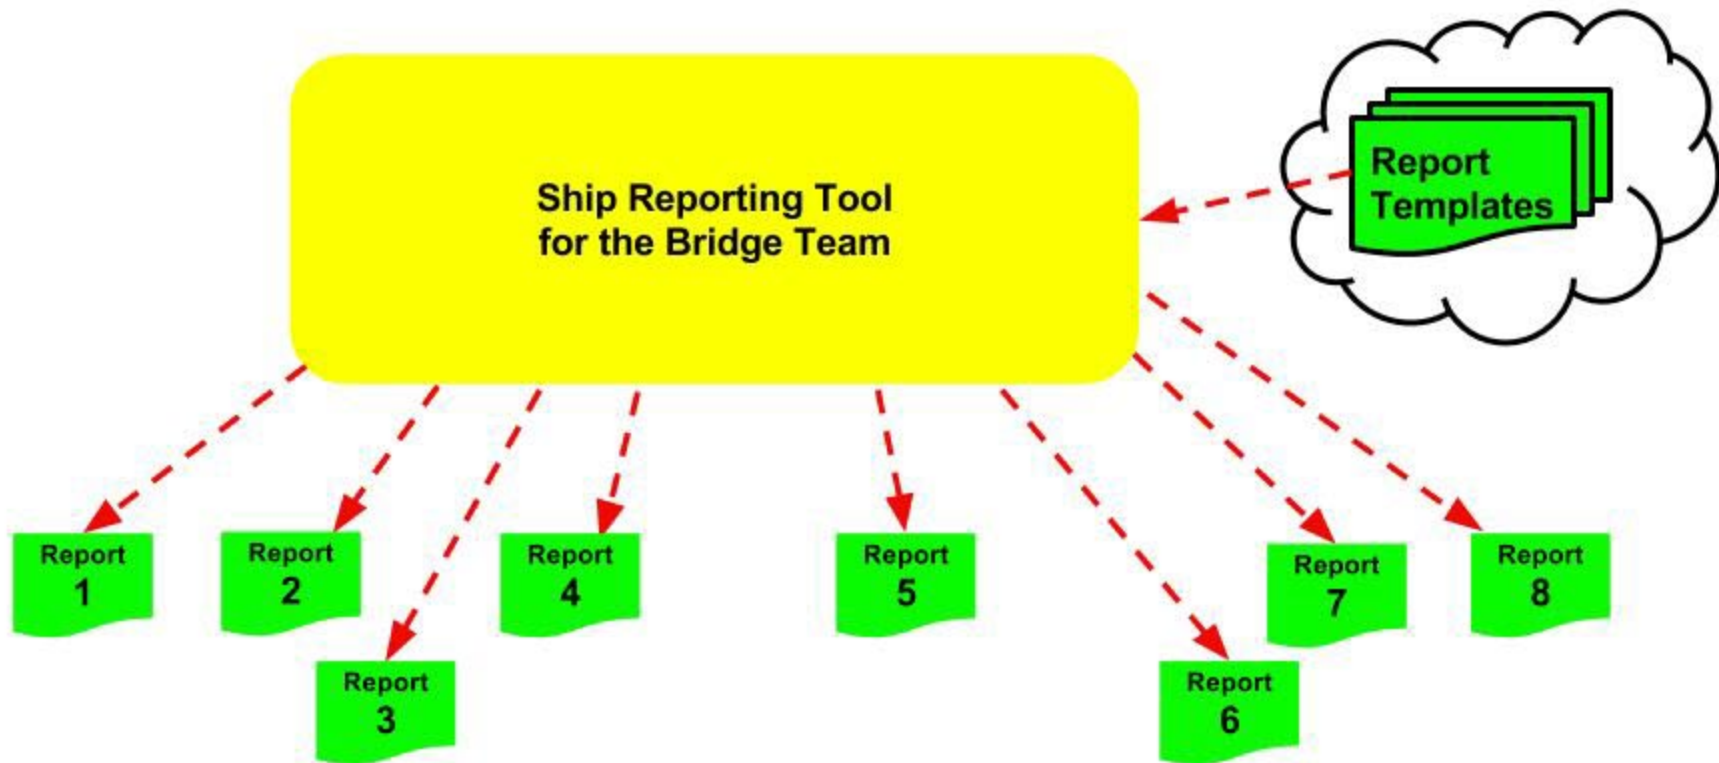 Ship Reporting Tool
for the Bridge Team
Report
Templates
Report
1
Report
2
Report
3
Report
4
Report
5
Report
6
Report
7
Report
8